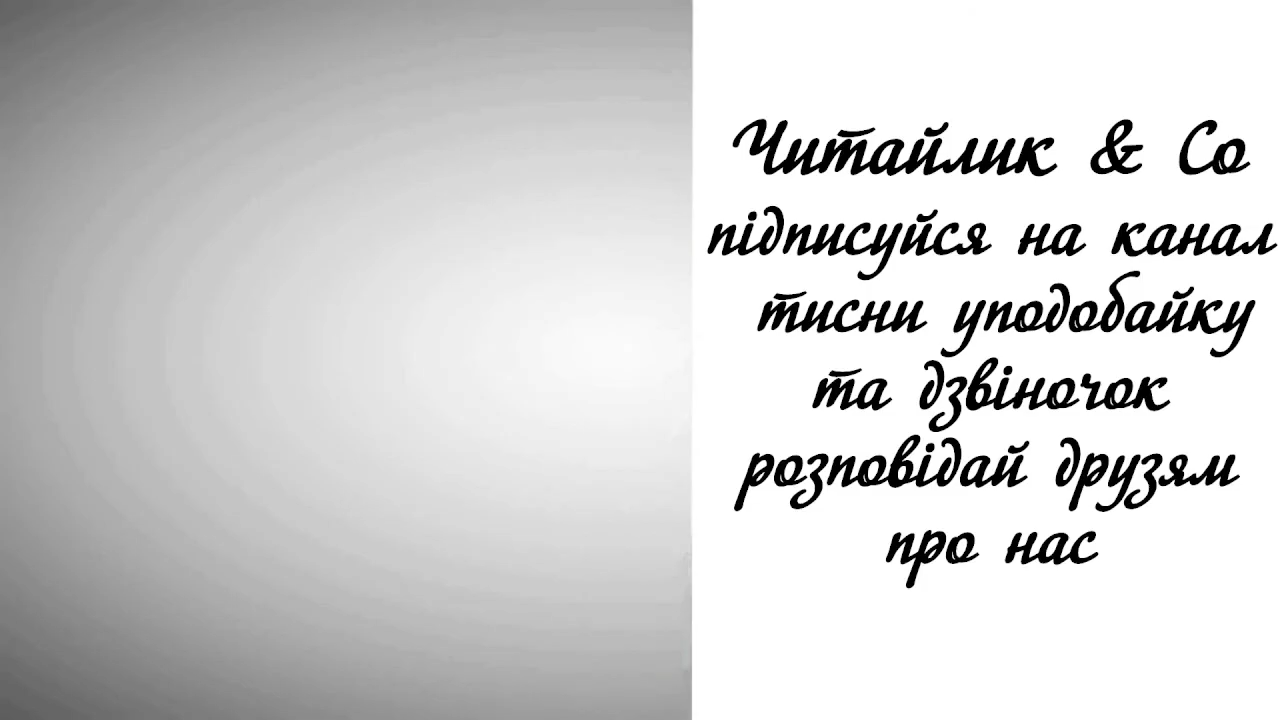 Читайлик & Co
підписуйся на канал
тисни уподобайку
та дзвіночок
розповідай друзям
про нас